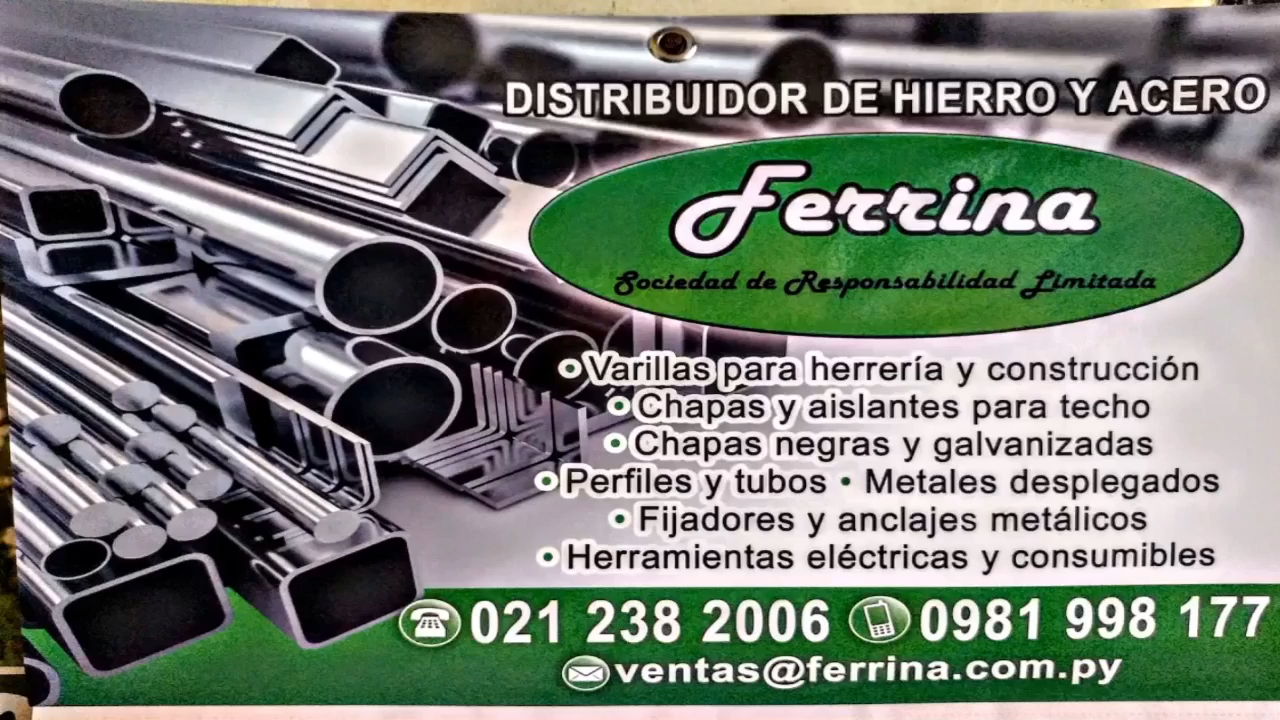 DISTRIBUIDOR DE HIERRO Y ACERO
Ferrina
Sociedad de Responsabilidad Limitada
• Varillas para herrería y construcción
• Chapas y aislantes para techo
• Chapas negras y galvanizadas
• Perfiles y tubos • Metales desplegados
• Fijadores y anclajes metálicos
• Herramientas eléctricas y consumibles
021 238 2006 0981 998 177
ventas@ferrina.com.py